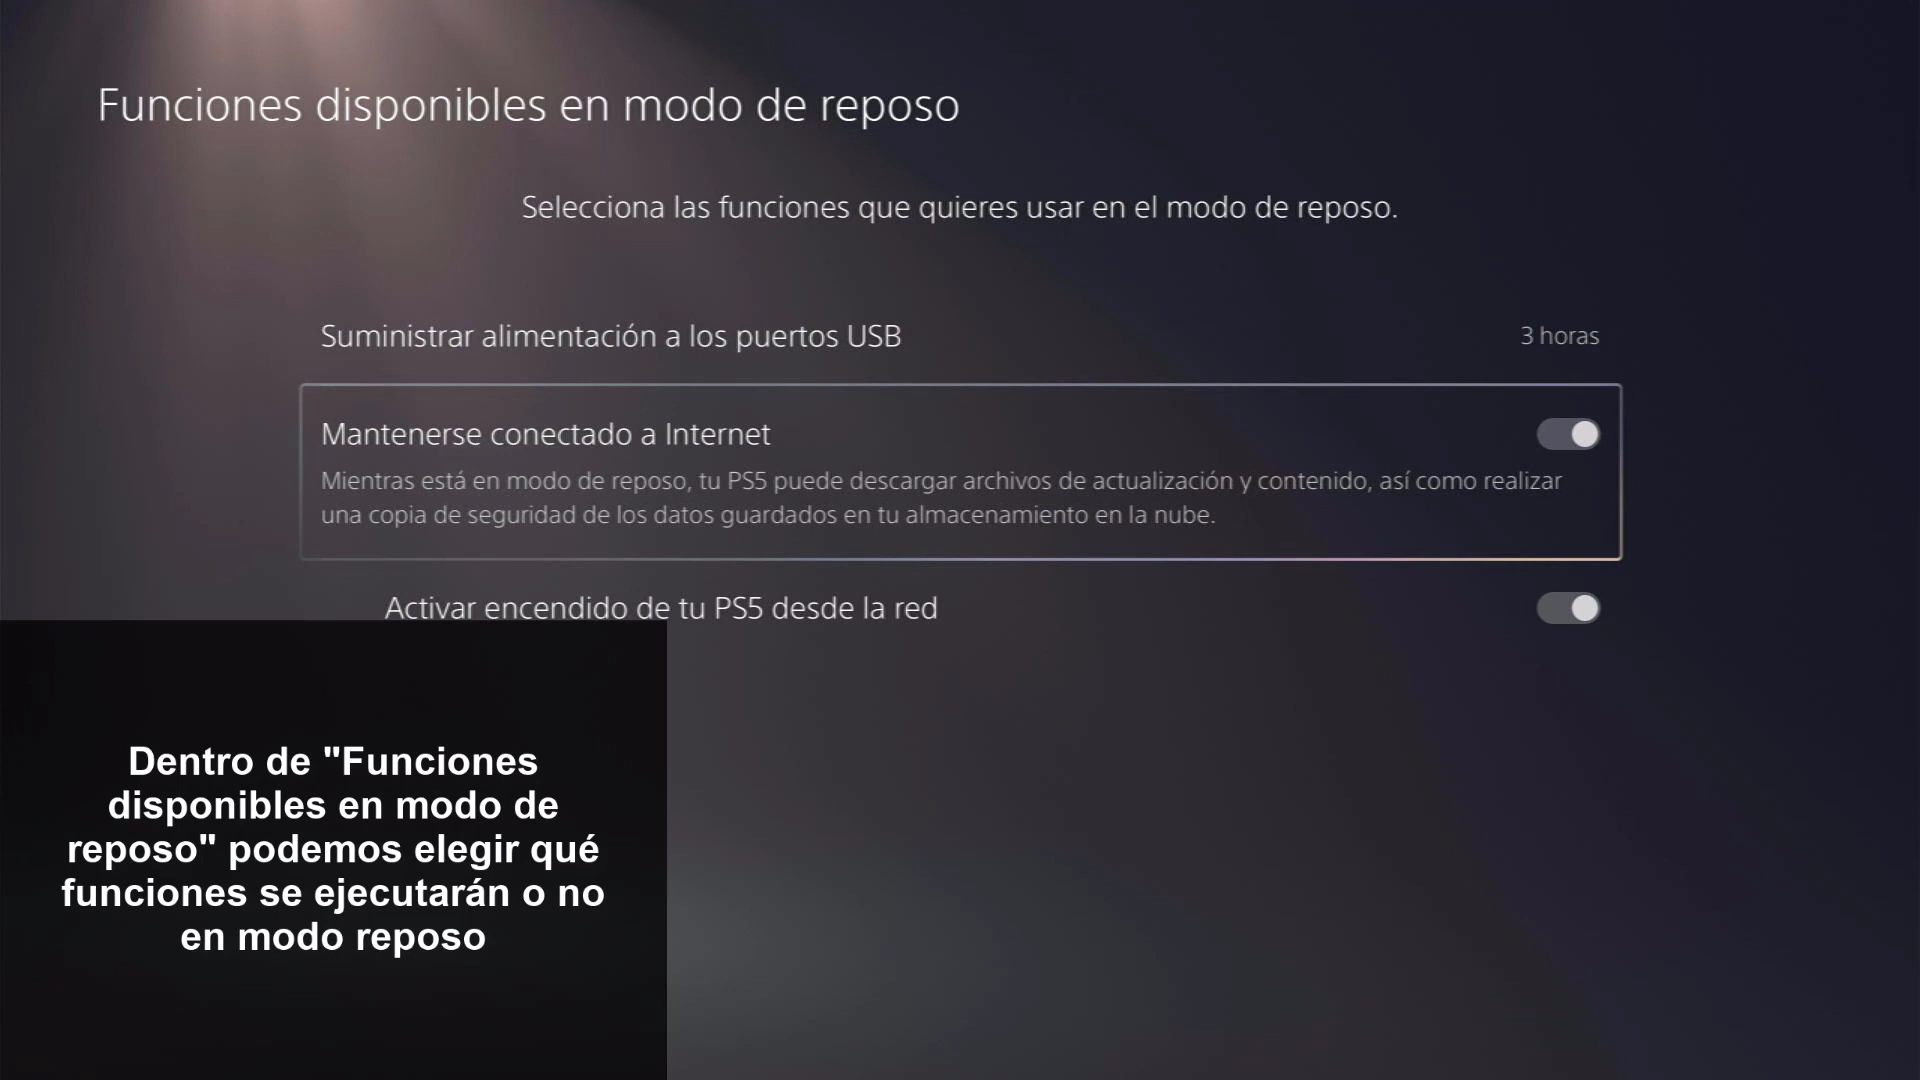 Funciones disponibles en modo de reposo
Selecciona las funciones que quieres usar en el modo de reposo.
Suministrar alimentación a los puertos USB 3 horas
Mantenerse conectado a Internet
Mientras está en modo de reposo, tu PS5 puede descargar archivos de actualización y contenido, así como realizar
una copia de seguridad de los datos guardados en tu almacenamiento en la nube.
Activar encendido de tu PS5 desde la red
Dentro de "Funciones
disponibles en modo de
reposo" podemos elegir qué
funciones se ejecutarán o no
en modo reposo